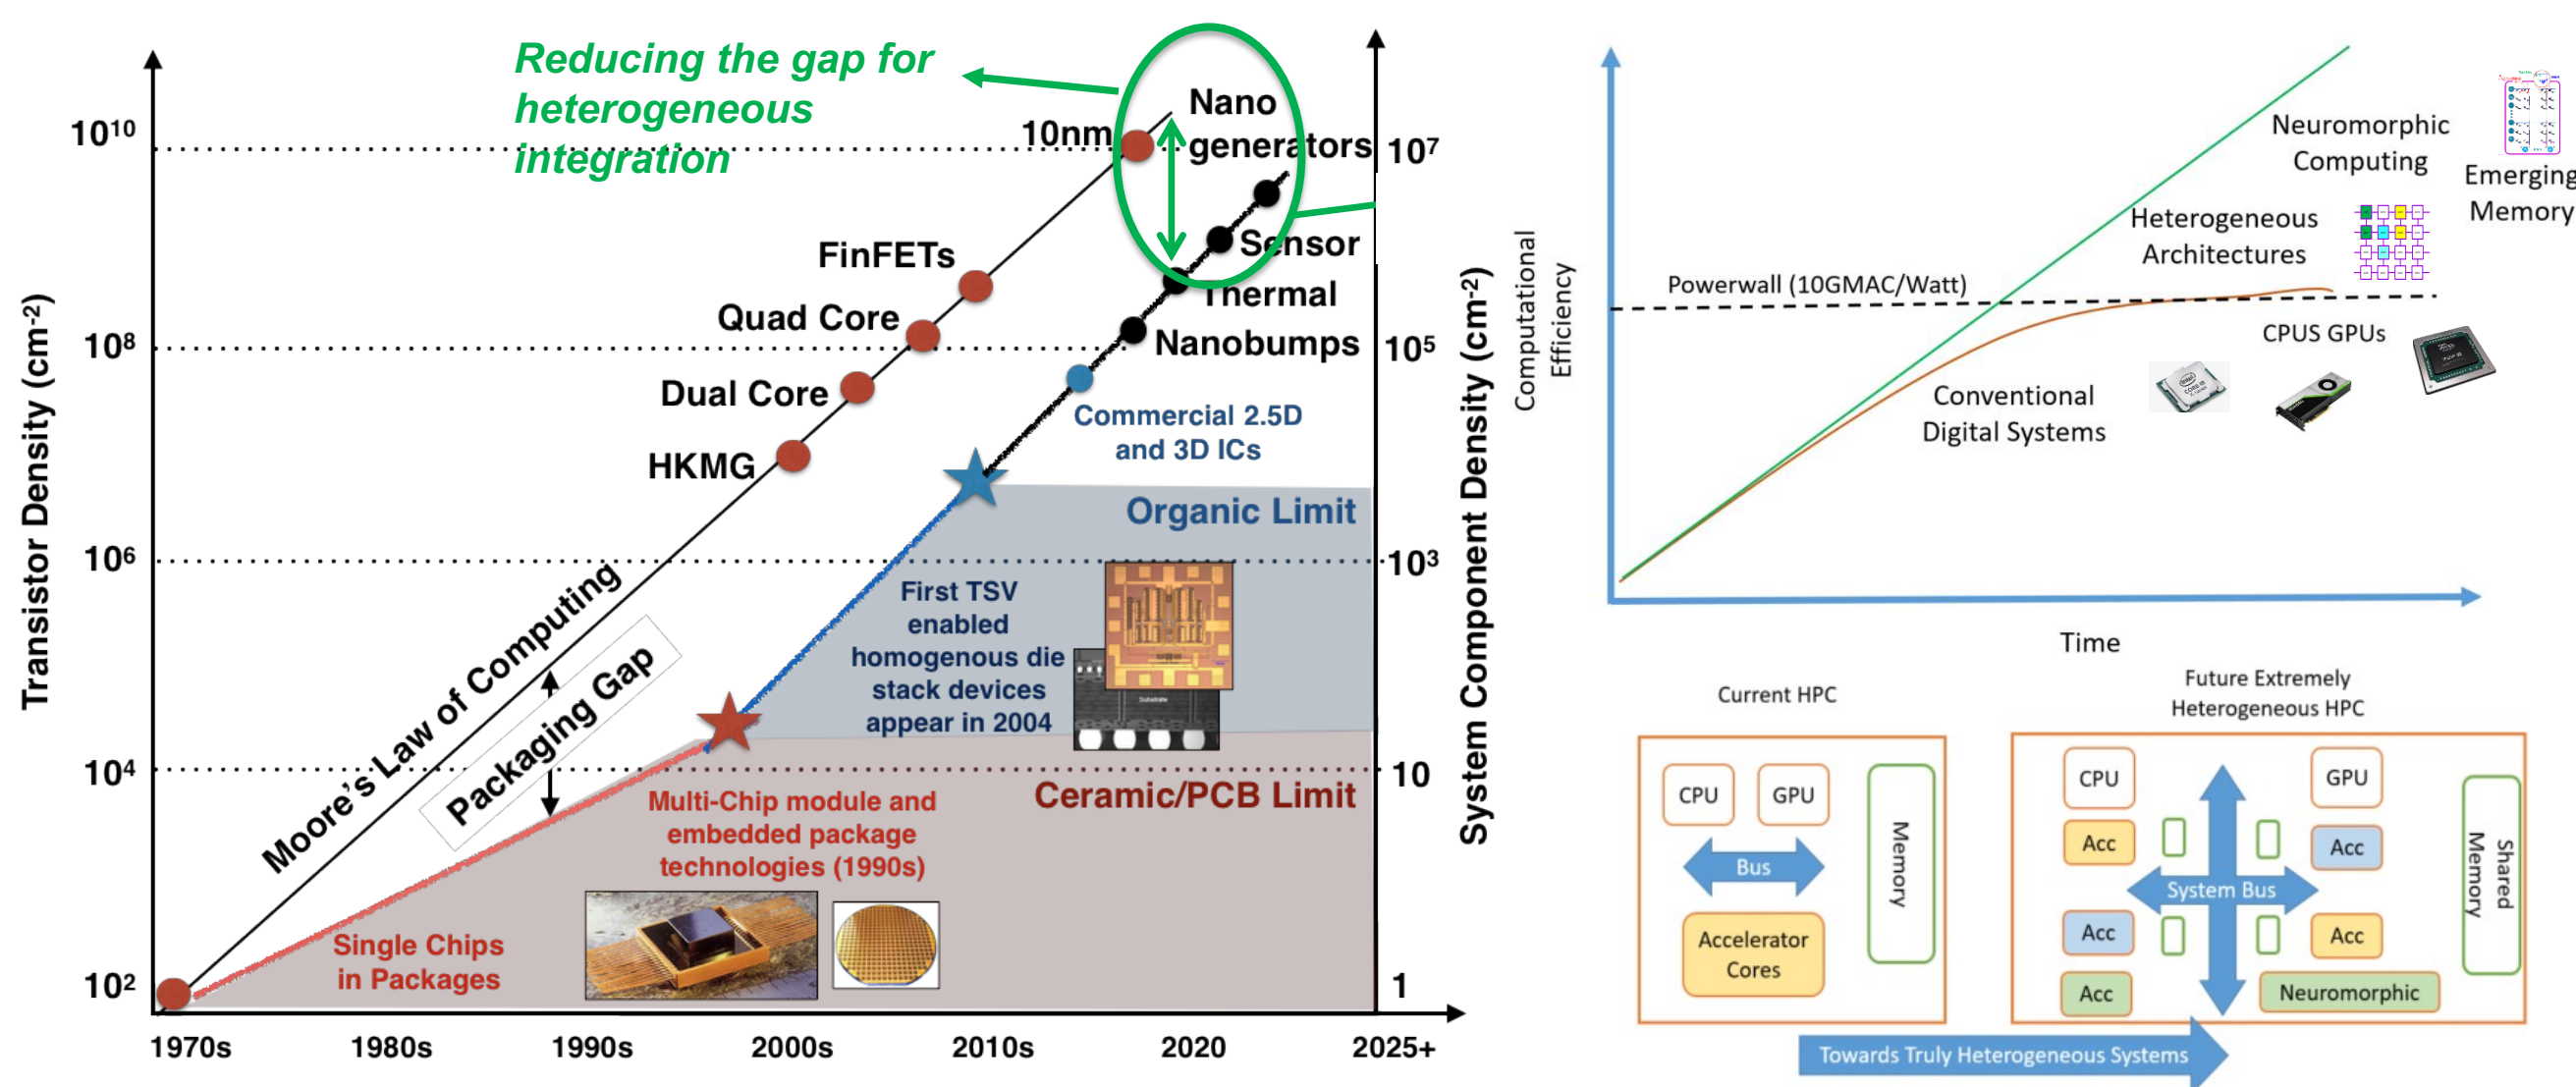 Reducing the gap for
heterogeneous
integration
Transistor Density (cm-2)
10¹⁰
10⁸
10⁶
10⁴
10²
10nm
Nano
generators
FinFETs
Sensor
Thermal
Quad Core
Nanobumps
Dual Core
HKMG
Commercial 2.5D
and 3D ICs
Organic Limit
First TSV
enabled
homogenous die
stack devices
appear in 2004
Substrate
Moore's Law of Computing
Packaging Gap
Ceramic/PCB Limit
Multi-Chip module and
embedded package
technologies (1990s)
Single Chips
in Packages
10⁷
10⁵
10³
10
1
System Component Density (cm-2)
1970s
1980s
1990s
2000s
2010s
2020
2025+
Computational
Efficiency
Neuromorphic
Computing
Emerging
Memory
Heterogeneous
Architectures
Powerwall (10GMAC/Watt)
CPUS GPUs
Conventional
Digital Systems
Time
Current HPC
CPU
GPU
Bus
Memory
Accelerator
Cores
Future Extremely
Heterogeneous HPC
CPU
GPU
Acc
Acc
System Bus
Shared
Memory
Acc
Acc
Acc
Neuromorphic
Towards Truly Heterogeneous Systems